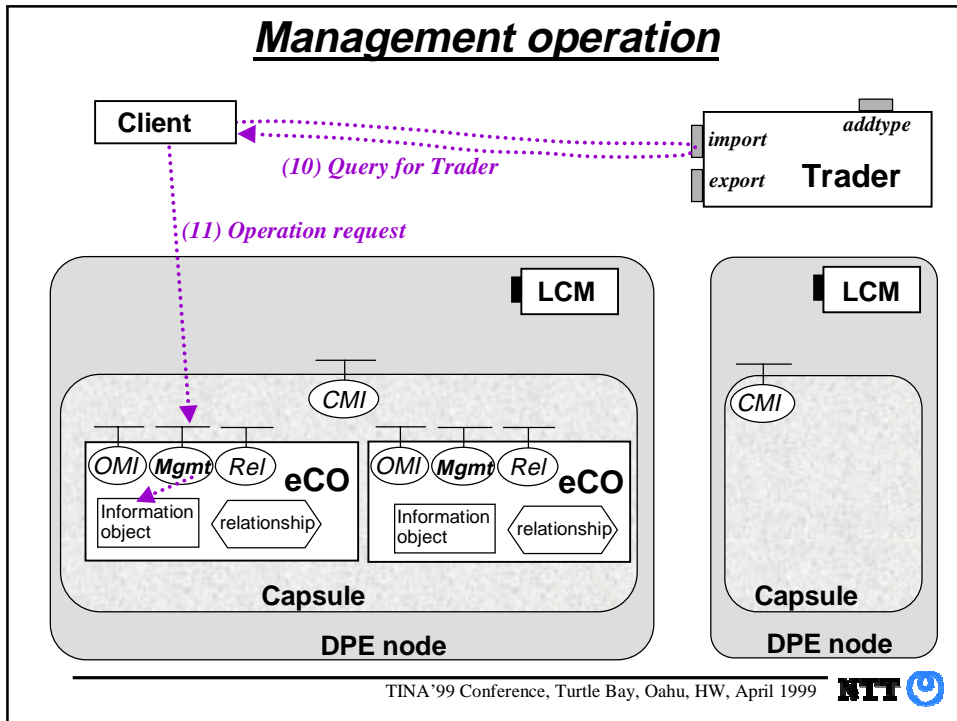 Management operation
Client
addtype
import
(10) Query for Trader
export
Trader
(11) Operation request
LCM
LCM
CMI
CMI
OMI
Mgmt
Rel
eCO
OMI
Mgmt
Rel
eCO
Information
object
relationship
Information
object
relationship
Capsule
Capsule
DPE node
DPE node
TINA'99 Conference, Turtle Bay, Oahu, HW, April 1999
NTT